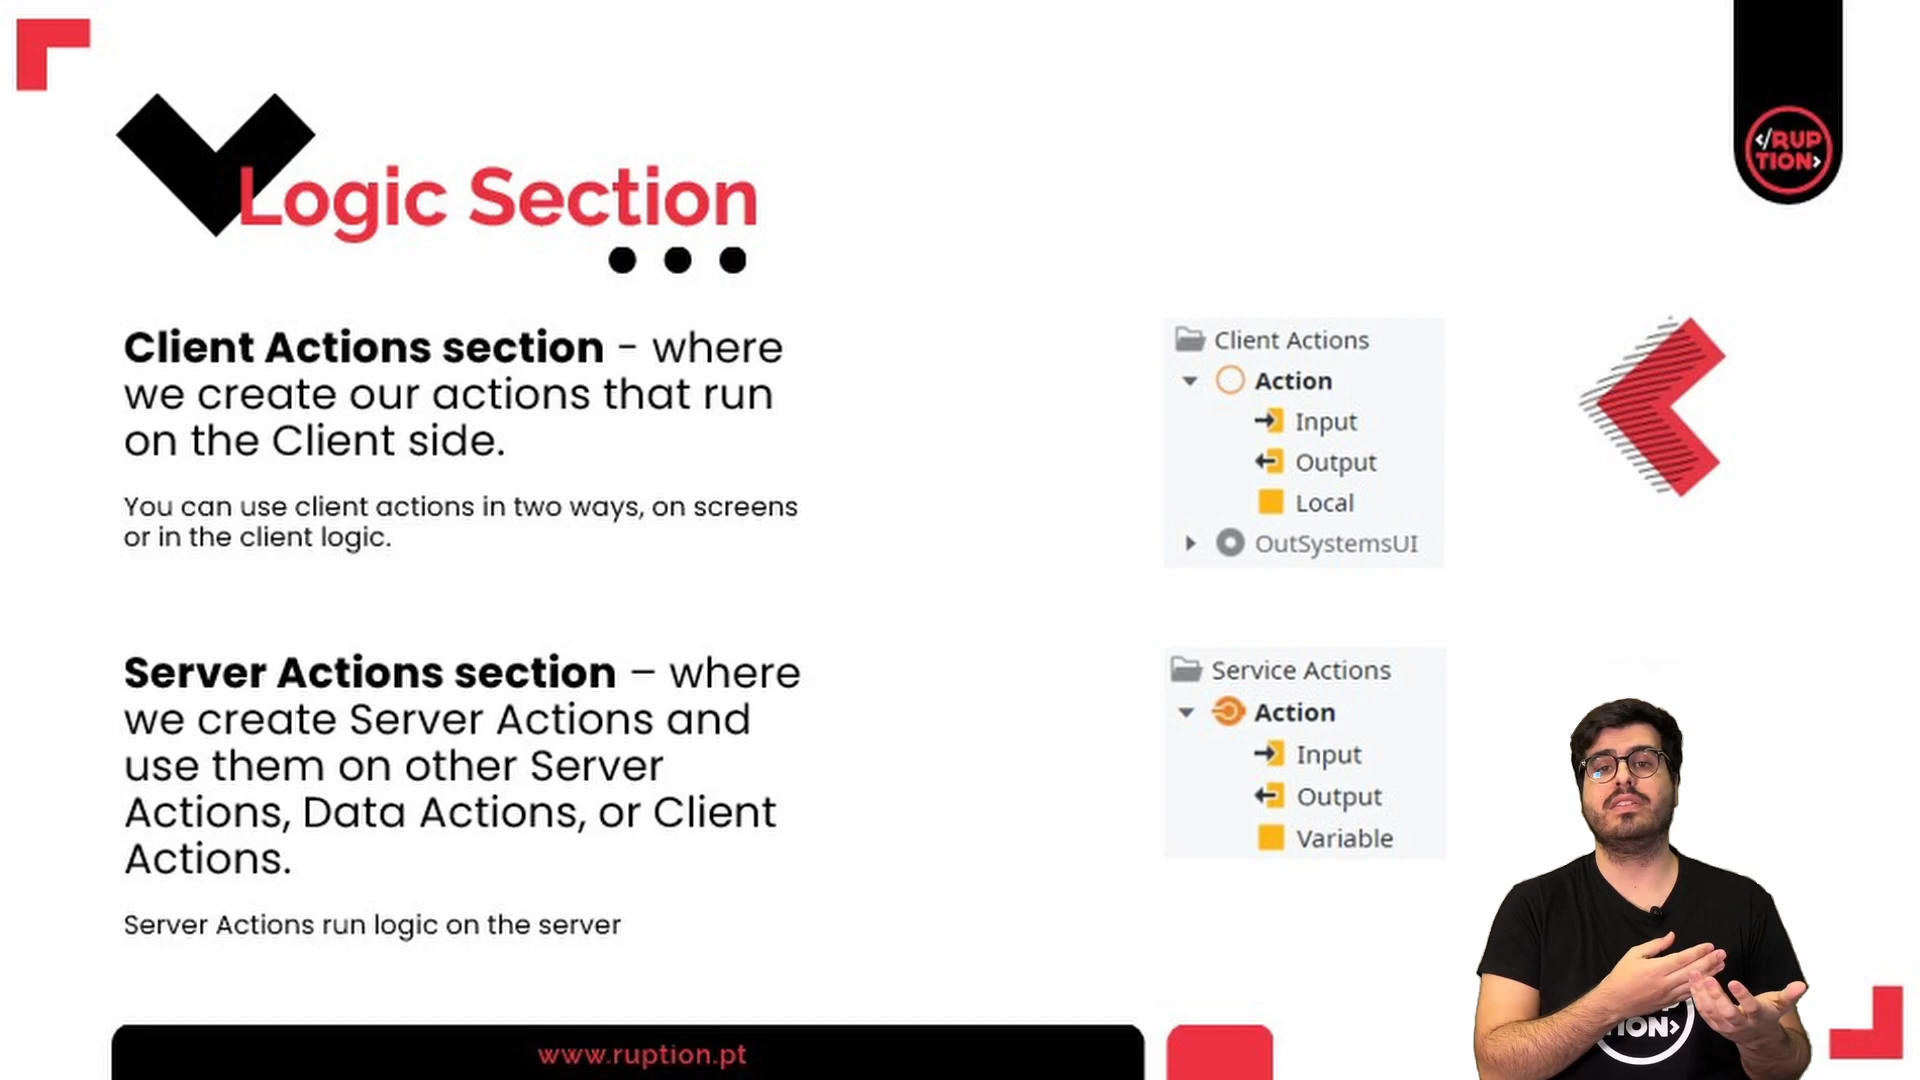 </RUP
TION>
Logic Section
Client Actions section - where
we create our actions that run
on the Client side.
You can use client actions in two ways, on screens
or in the client logic.
Client Actions
Action
Input
Output
Local
OutSystemsUI
Server Actions section – where
we create Server Actions and
use them on other Server
Actions, Data Actions, or Client
Actions.
Server Actions run logic on the server
Service Actions
Action
Input
Output
Variable
ION>
www.ruption.pt